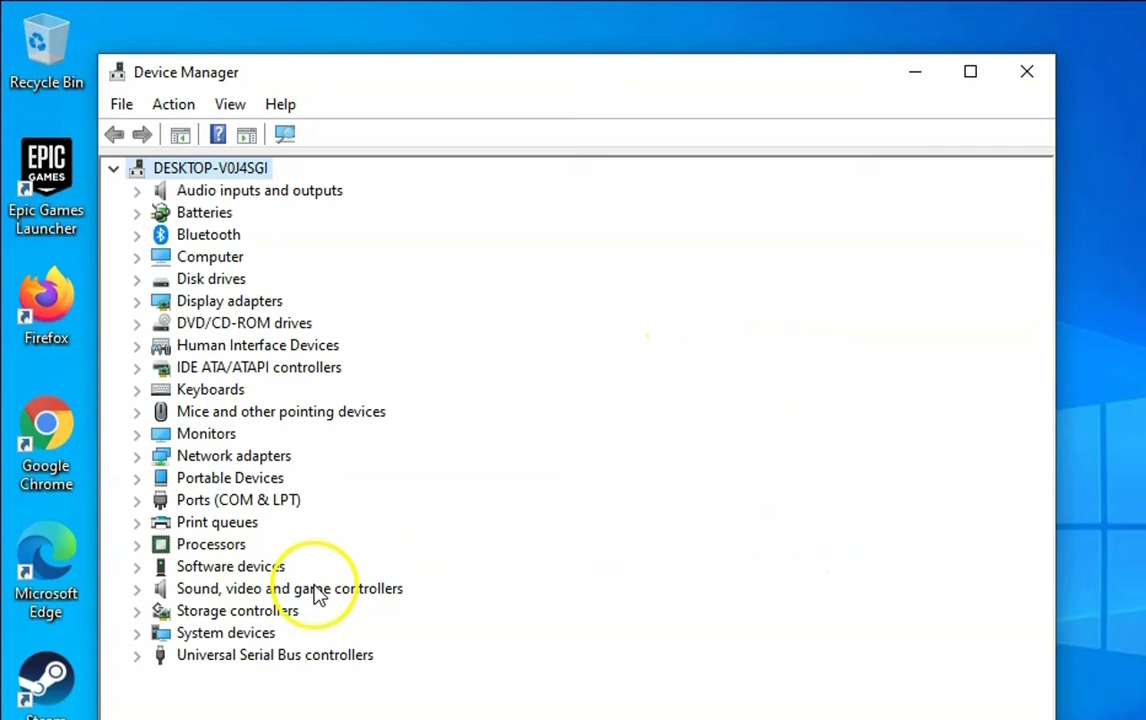 Recycle Bin
EPIC
GAMES
Epic Games
Launcher
Firefox
Google
Chrome
Microsoft
Edge
Device Manager
File Action View Help
?
DESKTOP-V0J4SGI
Audio inputs and outputs
Batteries
Bluetooth
Computer
Disk drives
Display adapters
DVD/CD-ROM drives
Human Interface Devices
IDE ATA/ATAPI controllers
Keyboards
Mice and other pointing devices
Monitors
Network adapters
Portable Devices
Ports (COM & LPT)
Print queues
Processors
Software devices
Sound, video and game controllers
Storage controllers
System devices
Universal Serial Bus controllers